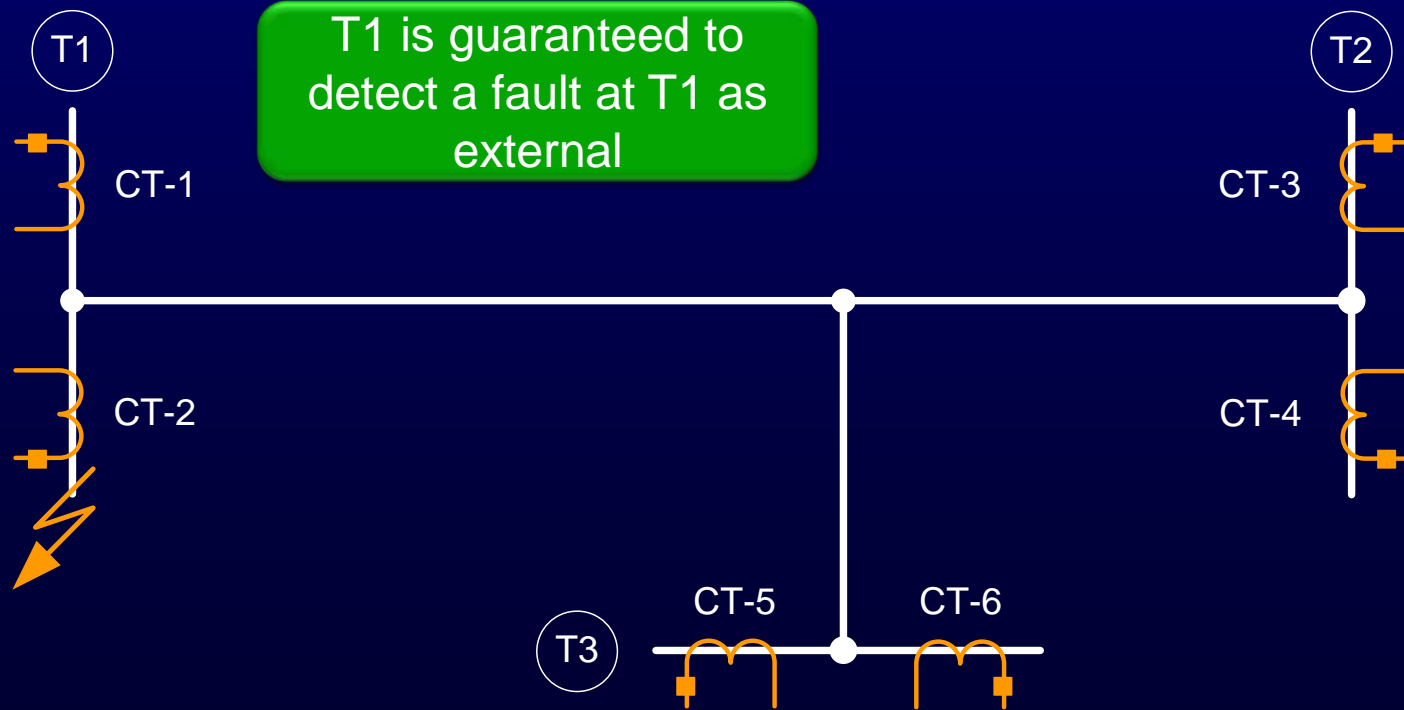 T1
T1 is guaranteed to
detect a fault at T1 as
external
T2
CT-1
CT-3
CT-2
CT-4
CT-5
CT-6
T3